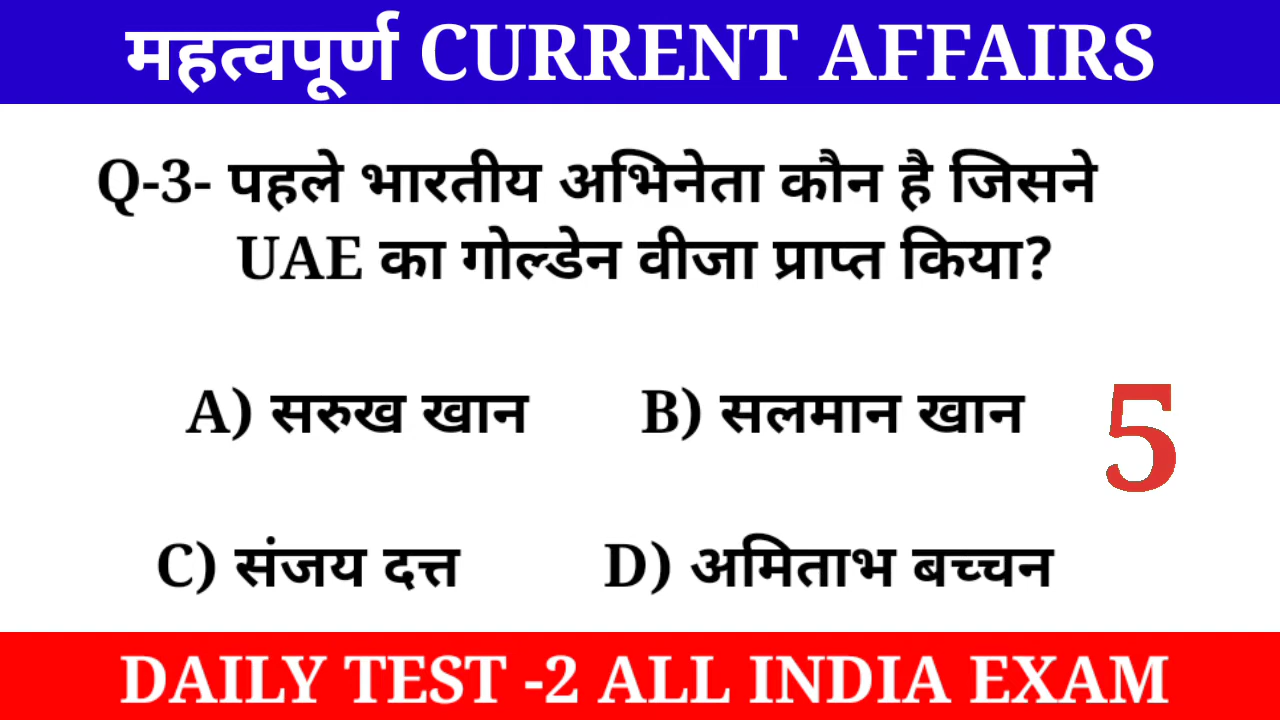 महत्वपूर्ण CURRENT AFFAIRS
Q-3- पहले भारतीय अभिनेता कौन है जिसने
UAE का गोल्डेन वीजा प्राप्त किया?
A) सरुख खान B) सलमान खान
5
C) संजय दत्त D) अमिताभ बच्चन
DAILY TEST -2 ALL INDIA EXAM